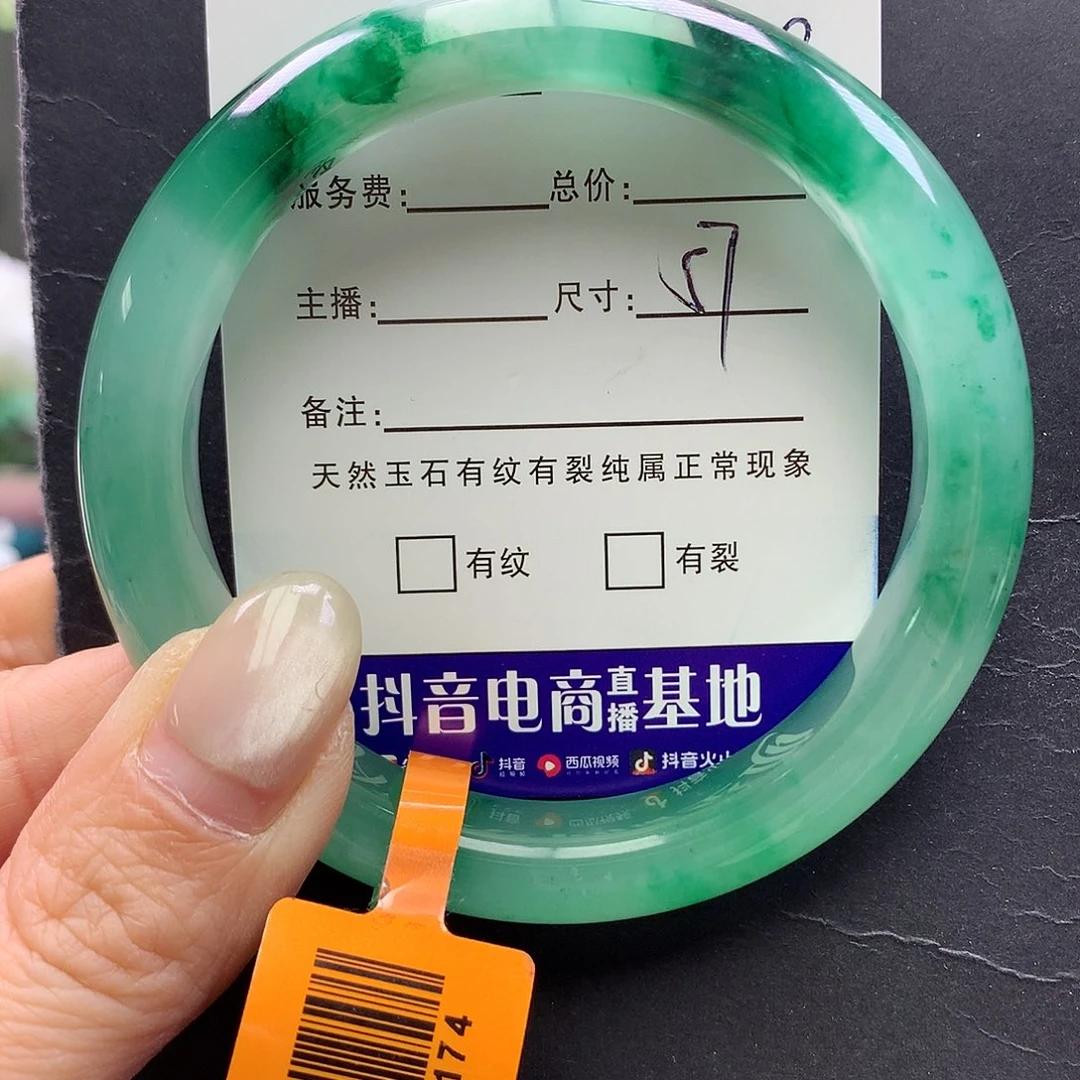 服务费: 总价:
主播: 尺寸: 57
备注:
天然玉石有纹有裂纯属正常现象
有纹 有裂
抖音电商直播基地
抖音 西瓜视频 抖音火山
174